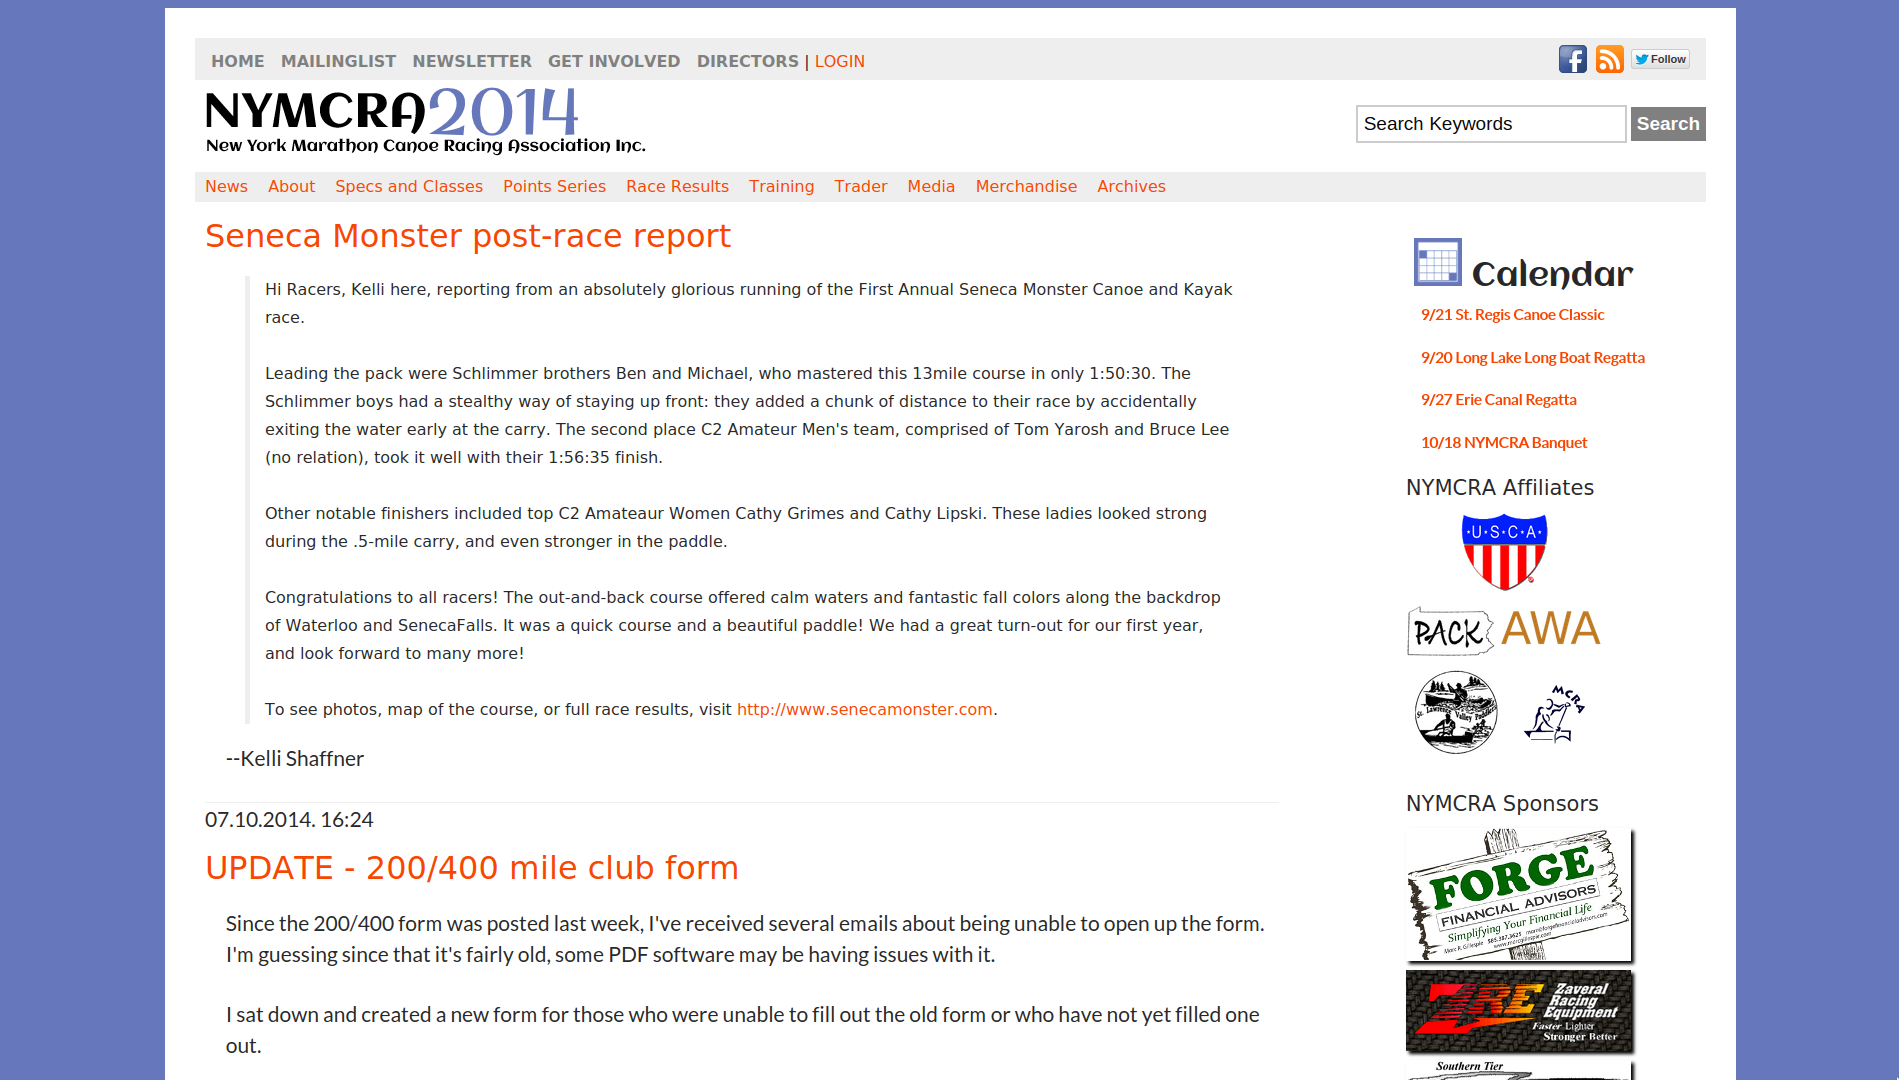 HOME MAILINGLIST NEWSLETTER GET INVOLVED DIRECTORS | LOGIN
Follow
NYMCRA2014
New York Marathon Canoe Racing Association Inc.
Search Keywords Search
News About Specs and Classes Points Series Race Results Training Trader Media Merchandise Archives
Seneca Monster post-race report
Hi Racers, Kelli here, reporting from an absolutely glorious running of the First Annual Seneca Monster Canoe and Kayak
race.
Leading the pack were Schlimmer brothers Ben and Michael, who mastered this 13mile course in only 1:50:30. The
Schlimmer boys had a stealthy way of staying up front: they added a chunk of distance to their race by accidentally
exiting the water early at the carry. The second place C2 Amateur Men's team, comprised of Tom Yarosh and Bruce Lee
(no relation), took it well with their 1:56:35 finish.
Other notable finishers included top C2 Amateaur Women Cathy Grimes and Cathy Lipski. These ladies looked strong
during the .5-mile carry, and even stronger in the paddle.
Congratulations to all racers! The out-and-back course offered calm waters and fantastic fall colors along the backdrop
of Waterloo and SenecaFalls. It was a quick course and a beautiful paddle! We had a great turn-out for our first year,
and look forward to many more!
To see photos, map of the course, or full race results, visit http://www.senecamonster.com.
--Kelli Shaffner
07.10.2014. 16:24
UPDATE - 200/400 mile club form
Since the 200/400 form was posted last week, I've received several emails about being unable to open up the form.
I'm guessing since that it's fairly old, some PDF software may be having issues with it.
I sat down and created a new form for those who were unable to fill out the old form or who have not yet filled one
out.
Calendar
9/21 St. Regis Canoe Classic
9/20 Long Lake Long Boat Regatta
9/27 Erie Canal Regatta
10/18 NYMCRA Banquet
NYMCRA Affiliates
U·S·C·A
PACK AWA
St. Lawrence Valley Paddlers
MCRA
NYMCRA Sponsors
FORGE
FINANCIAL ADVISORS
Simplifying Your Financial Life
Marc R. Gillespie 585.387.3621 marc@forgefinancialadvisors.com
www.marcgillespie.com
ZRE
Zaveral
Racing
Equipment
Faster Lighter
Stronger Better
Southern Tier